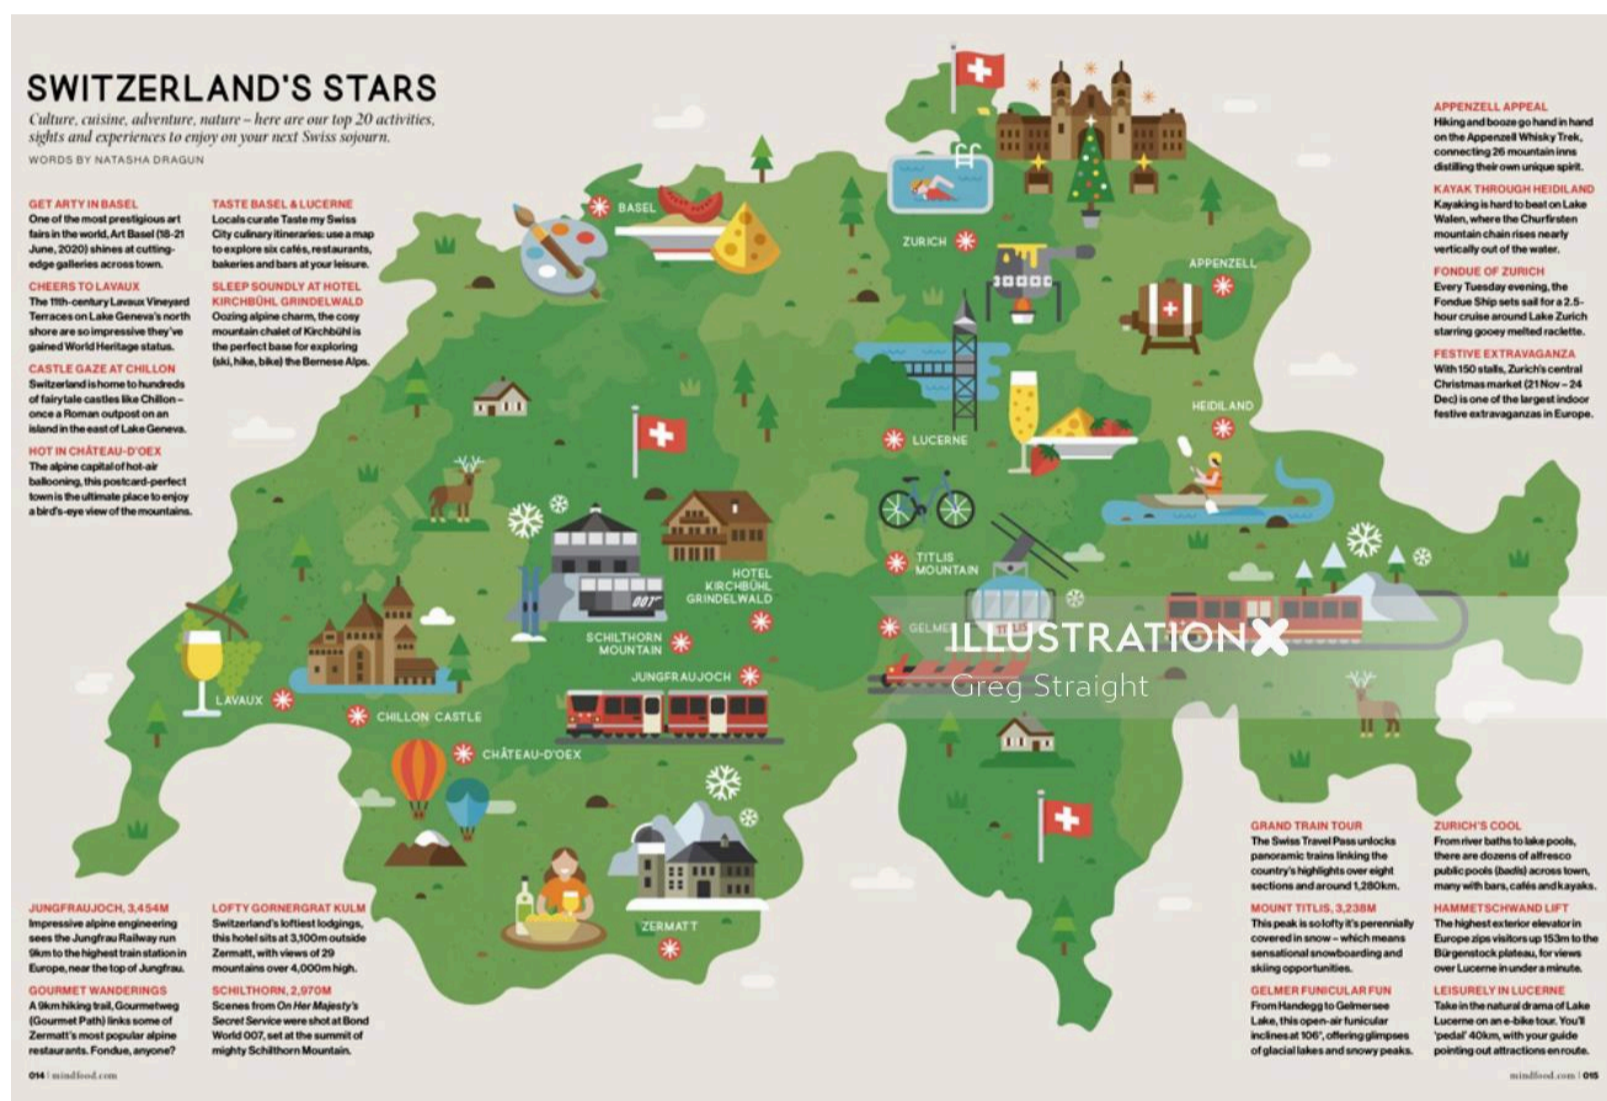 SWITZERLAND'S STARS
Culture, cuisine, adventure, nature – here are our top 20 activities,
sights and experiences to enjoy on your next Swiss sojourn.
WORDS BY NATASHA DRAGUN
GET ARTY IN BASEL
One of the most prestigious art
fairs in the world, Art Basel (18-21
June, 2020) shines at cutting-
edge galleries across town.
CHEERS TO LAVAUX
The 11th-century Lavaux Vineyard
Terraces on Lake Geneva's north
shore are so impressive they've
gained World Heritage status.
CASTLE GAZE AT CHILLON
Switzerland is home to hundreds
of fairytale castles like Chillon –
once a Roman outpost on an
island in the east of Lake Geneva.
HOT IN CHÂTEAU-D'OEX
The alpine capital of hot-air
ballooning, this postcard-perfect
town is the ultimate place to enjoy
a bird's-eye view of the mountains.
TASTE BASEL & LUCERNE
Locals curate Taste my Swiss
City culinary itineraries: use a map
to explore six cafés, restaurants,
bakeries and bars at your leisure.
SLEEP SOUNDLY AT HOTEL
KIRCHBÜHL GRINDELWALD
Oozing alpine charm, the cosy
mountain chalet of Kirchbühl is
the perfect base for exploring
(ski, hike, bike) the Bernese Alps.
BASEL
ZURICH
APPENZELL
LUCERNE
HEIDILAND
TITLIS
MOUNTAIN
HOTEL
KIRCHBÜHL
GRINDELWALD
007
SCHILTHORN
MOUNTAIN
GELMER
TITLIS
ILLUSTRATIONX
Greg Straight
JUNGFRAUJOCH
LAVAUX
CHILLON CASTLE
CHÂTEAU-D'OEX
ZERMATT
APPENZELL APPEAL
Hiking and booze go hand in hand
on the Appenzell Whisky Trek,
connecting 26 mountain inns
distilling their own unique spirit.
KAYAK THROUGH HEIDILAND
Kayaking is hard to beat on Lake
Walen, where the Churfirsten
mountain chain rises nearly
vertically out of the water.
FONDUE OF ZURICH
Every Tuesday evening, the
Fondue Ship sets sail for a 2.5-
hour cruise around Lake Zurich
starring gooey melted raclette.
FESTIVE EXTRAVAGANZA
With 150 stalls, Zurich's central
Christmas market (21 Nov – 24
Dec) is one of the largest indoor
festive extravaganzas in Europe.
JUNGFRAUJOCH, 3,454M
Impressive alpine engineering
sees the Jungfrau Railway run
9km to the highest train station in
Europe, near the top of Jungfrau.
GOURMET WANDERINGS
A 9km hiking trail, Gourmetweg
(Gourmet Path) links some of
Zermatt's most popular alpine
restaurants. Fondue, anyone?
LOFTY GORNERGRAT KULM
Switzerland's loftiest lodgings,
this hotel sits at 3,100m outside
Zermatt, with views of 29
mountains over 4,000m high.
SCHILTHORN, 2,970M
Scenes from On Her Majesty's
Secret Service were shot at Bond
World 007, set at the summit of
mighty Schilthorn Mountain.
GRAND TRAIN TOUR
The Swiss Travel Pass unlocks
panoramic trains linking the
country's highlights over eight
sections and around 1,280km.
MOUNT TITLIS, 3,238M
This peak is so lofty it's perennially
covered in snow – which means
sensational snowboarding and
skiing opportunities.
GELMER FUNICULAR FUN
From Handegg to Gelmersee
Lake, this open-air funicular
inclines at 106°, offering glimpses
of glacial lakes and snowy peaks.
ZURICH'S COOL
From river baths to lake pools,
there are dozens of alfresco
public pools (badis) across town,
many with bars, cafés and kayaks.
HAMMETSCHWAND LIFT
The highest exterior elevator in
Europe zips visitors up 153m to the
Bürgenstock plateau, for views
over Lucerne in under a minute.
LEISURELY IN LUCERNE
Take in the natural drama of Lake
Lucerne on an e-bike tour. You'll
'pedal' 40km, with your guide
pointing out attractions en route.
014 | mindfood.com
mindfood.com | 015